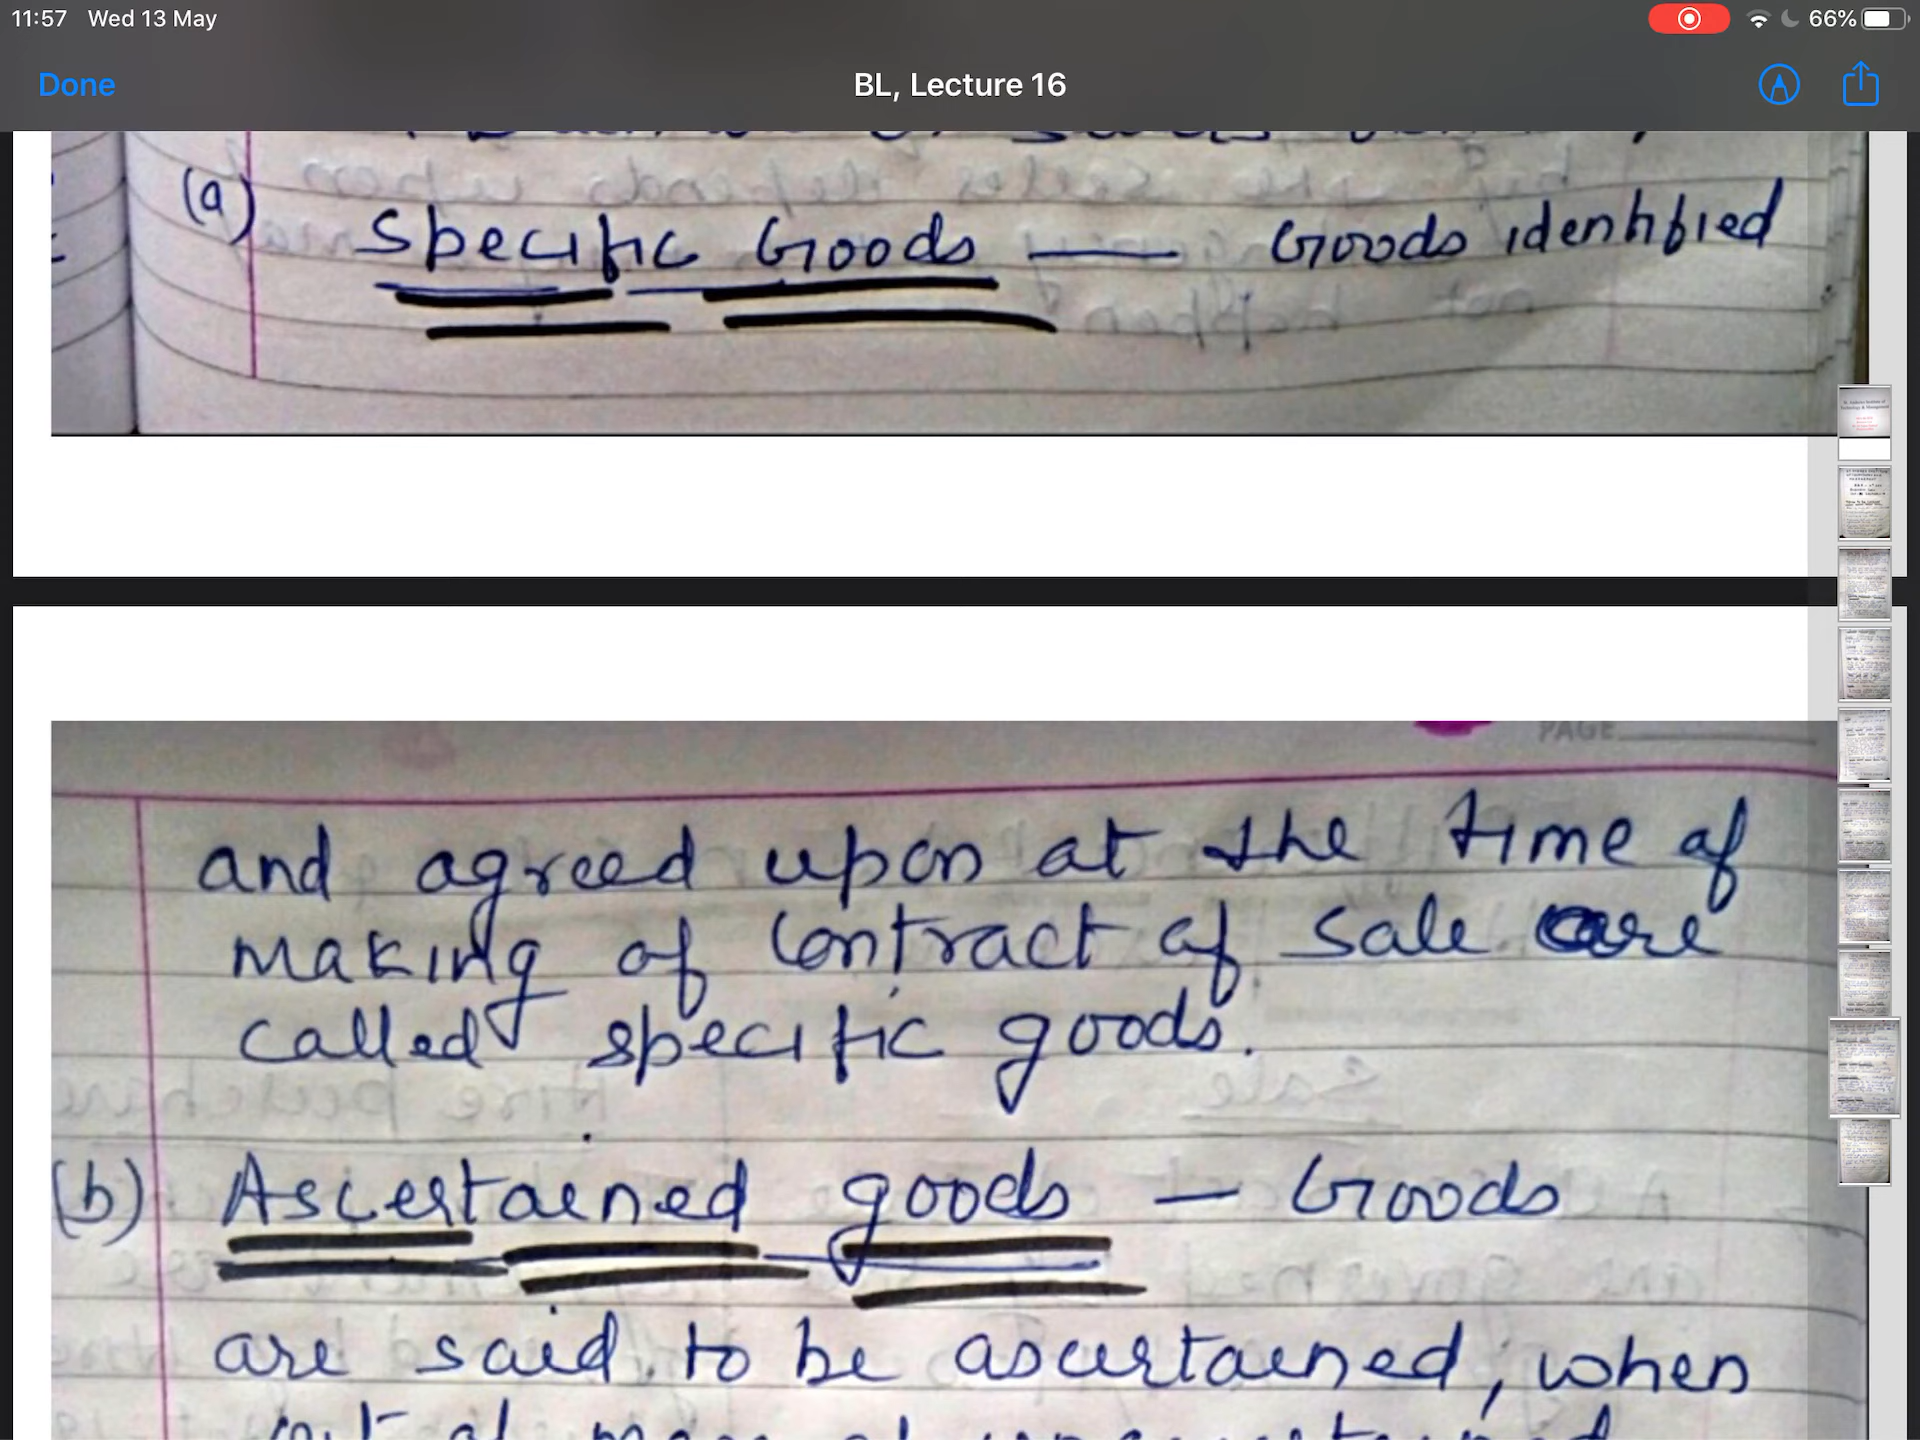 11:57 Wed 13 May 66%
Done BL, Lecture 16
(a) Specific Goods — Goods identified
PAGE
and agreed upon at the time of
making of contract of sale are
called specific goods.
(b) Ascertained goods — Goods
are said to be ascertained, when